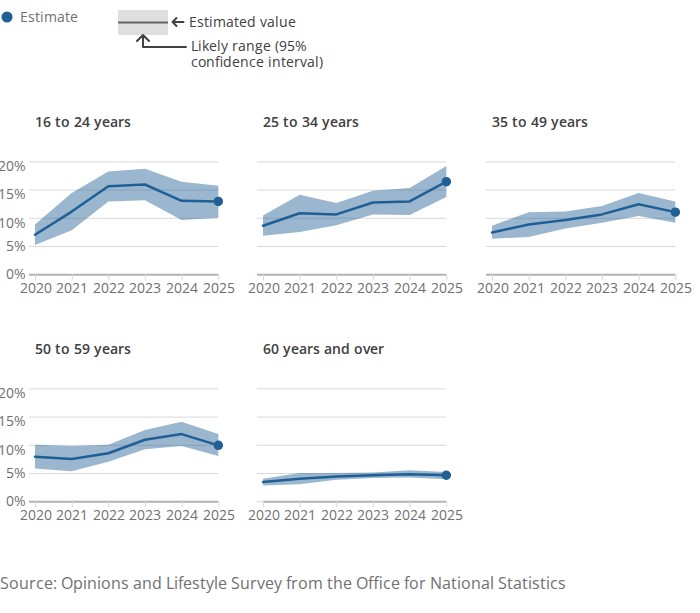 Estimate
Estimated value
Likely range (95%
confidence interval)
16 to 24 years
25 to 34 years
35 to 49 years
20%
15%
10%
5%
0%
2020 2021 2022 2023 2024 2025
2020 2021 2022 2023 2024 2025
2020 2021 2022 2023 2024 2025
50 to 59 years
60 years and over
20%
15%
10%
5%
0%
2020 2021 2022 2023 2024 2025
2020 2021 2022 2023 2024 2025
Source: Opinions and Lifestyle Survey from the Office for National Statistics